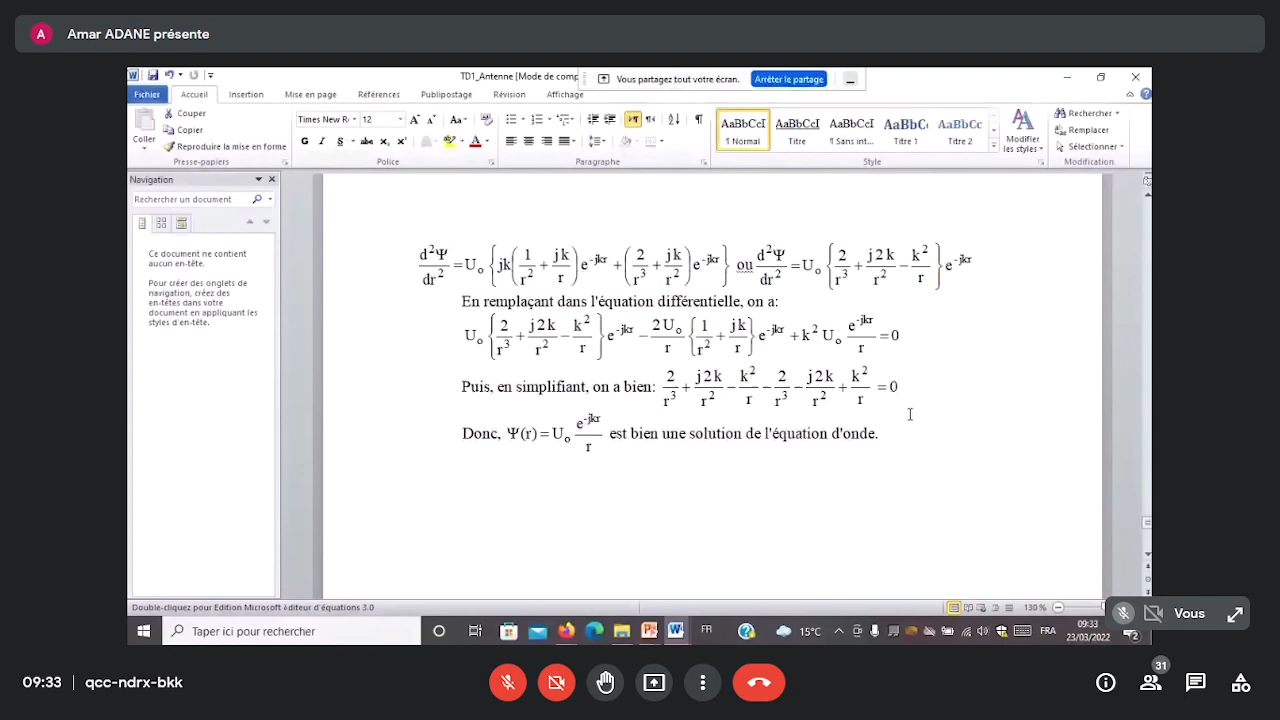 A Amar ADANE présente
TD1_Antenne [Mode de comp
Vous partagez tout votre écran. Arrêter le partage
Fichier Accueil Insertion Mise en page Références Publipostage Révision Affichage
Coller
Couper
Copier
Reproduire la mise en forme
Presse-papiers
Times New Ro 12
G I S abc x₂ x²
Police
Paragraphe
AaBbCcI AaBbCcI AaBbCcI AaBbC AaBbCc
¶ Normal Titre ¶ Sans int... Titre 1 Titre 2
Style
Modifier les styles
Rechercher
Remplacer
Sélectionner
Modification
Navigation
Rechercher un document
Ce document ne contient
aucun en-tête.
Pour créer des onglets de
navigation, créez des
en-têtes dans votre
document en appliquant les
styles d'en-tête.
d²Ψ/dr² = U₀ { jk(1/r² + jk/r) e^-jkr + (2/r³ + jk/r²) e^-jkr } ou d²Ψ/dr² = U₀ { 2/r³ + j2k/r² − k²/r } e^-jkr
En remplaçant dans l'équation différentielle, on a:
U₀ { 2/r³ + j2k/r² − k²/r } e^-jkr − 2U₀/r { 1/r² + jk/r } e^-jkr + k² U₀ e^-jkr/r = 0
Puis, en simplifiant, on a bien: 2/r³ + j2k/r² − k²/r − 2/r³ − j2k/r² + k²/r = 0
Donc, Ψ(r) = U₀ e^-jkr/r est bien une solution de l'équation d'onde.
Double-cliquez pour Edition Microsoft éditeur d'équations 3.0
130 %
Vous
Taper ici pour rechercher
FR
15°C
FRA
09:33
23/03/2022
2
09:33 | qcc-ndrx-bkk
31